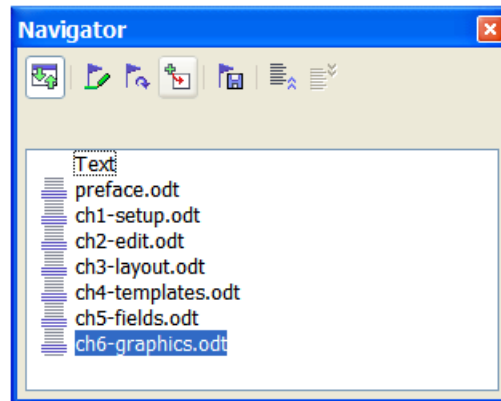 Navigator
Text
preface.odt
ch1-setup.odt
ch2-edit.odt
ch3-layout.odt
ch4-templates.odt
ch5-fields.odt
ch6-graphics.odt